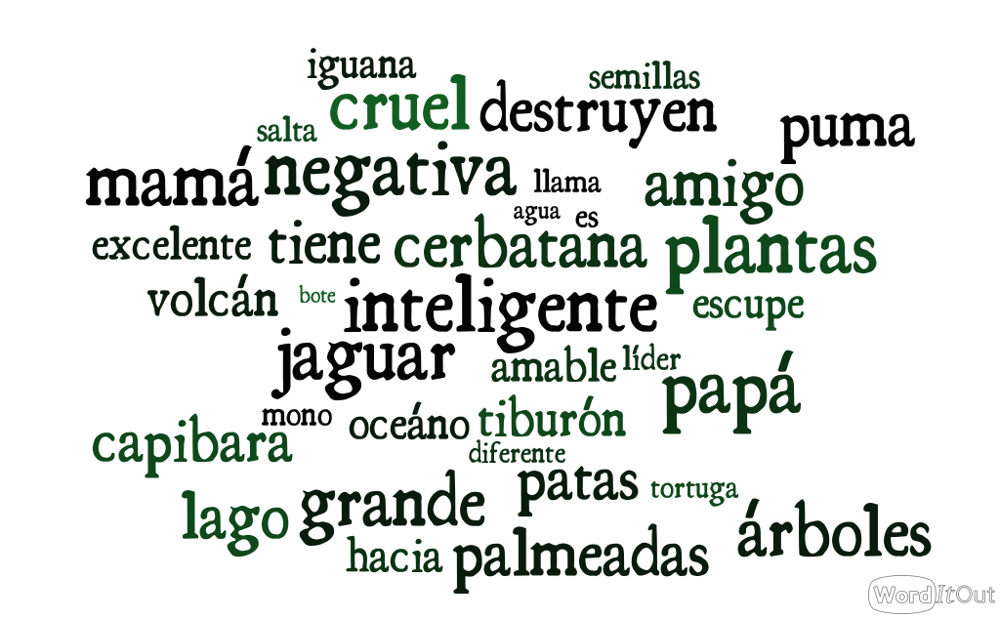 iguana
semillas
cruel
destruyen
puma
salta
mamá
negativa
llama
amigo
agua
es
excelente
tiene
cerbatana
plantas
volcán
bote
inteligente
escupe
jaguar
amable
líder
papá
mono
oceáno
tiburón
capibara
diferente
patas
tortuga
lago
grande
árboles
hacia
palmeadas
WordItOut